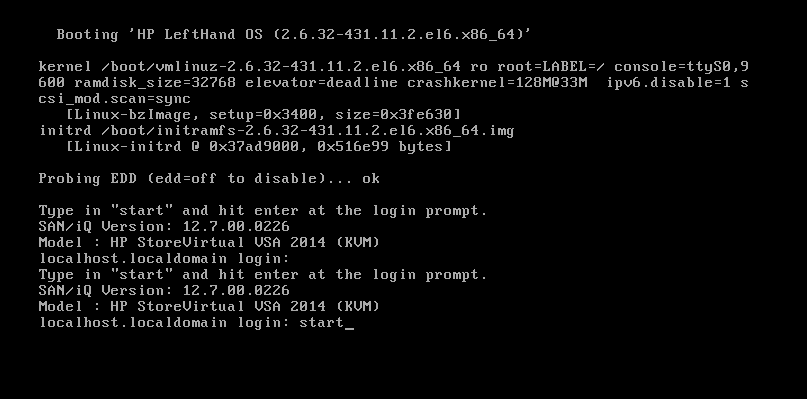 Booting 'HP LeftHand OS (2.6.32-431.11.2.el6.x86_64)'
kernel /boot/vmlinuz-2.6.32-431.11.2.el6.x86_64 ro root=LABEL=/ console=ttyS0,9
600 ramdisk_size=32768 elevator=deadline crashkernel=128M@33M  ipv6.disable=1 s
csi_mod.scan=sync
[Linux-bzImage, setup=0x3400, size=0x3fe630]
initrd /boot/initramfs-2.6.32-431.11.2.el6.x86_64.img
[Linux-initrd @ 0x37ad9000, 0x516e99 bytes]
Probing EDD (edd=off to disable)... ok
Type in "start" and hit enter at the login prompt.
SAN/iQ Version: 12.7.00.0226
Model : HP StoreVirtual VSA 2014 (KVM)
localhost.localdomain login:
Type in "start" and hit enter at the login prompt.
SAN/iQ Version: 12.7.00.0226
Model : HP StoreVirtual VSA 2014 (KVM)
localhost.localdomain login: start_